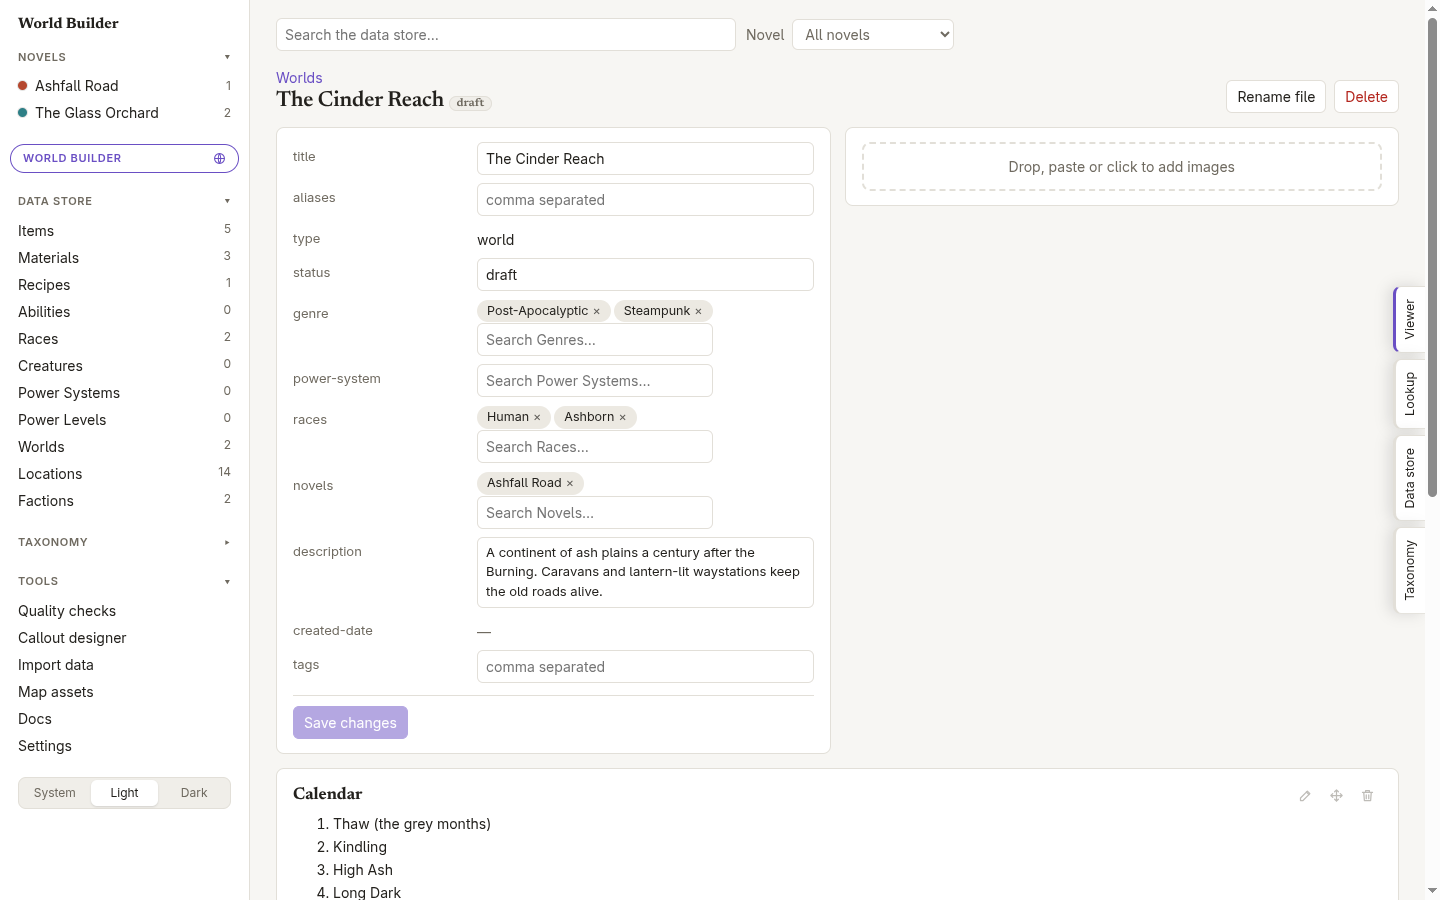 World Builder
NOVELS
Ashfall Road 1
The Glass Orchard 2
WORLD BUILDER
DATA STORE
Items 5
Materials 3
Recipes 1
Abilities 0
Races 2
Creatures 0
Power Systems 0
Power Levels 0
Worlds 2
Locations 14
Factions 2
TAXONOMY
TOOLS
Quality checks
Callout designer
Import data
Map assets
Docs
Settings
System Light Dark
Search the data store... Novel All novels
Worlds
The Cinder Reach draft
Rename file Delete
title The Cinder Reach
aliases comma separated
type world
status draft
genre Post-Apocalyptic × Steampunk ×
Search Genres...
power-system Search Power Systems...
races Human × Ashborn ×
Search Races...
novels Ashfall Road ×
Search Novels...
description A continent of ash plains a century after the
Burning. Caravans and lantern-lit waystations keep
the old roads alive.
created-date —
tags comma separated
Save changes
Drop, paste or click to add images
Viewer
Lookup
Data store
Taxonomy
Calendar
1. Thaw (the grey months)
2. Kindling
3. High Ash
4. Long Dark